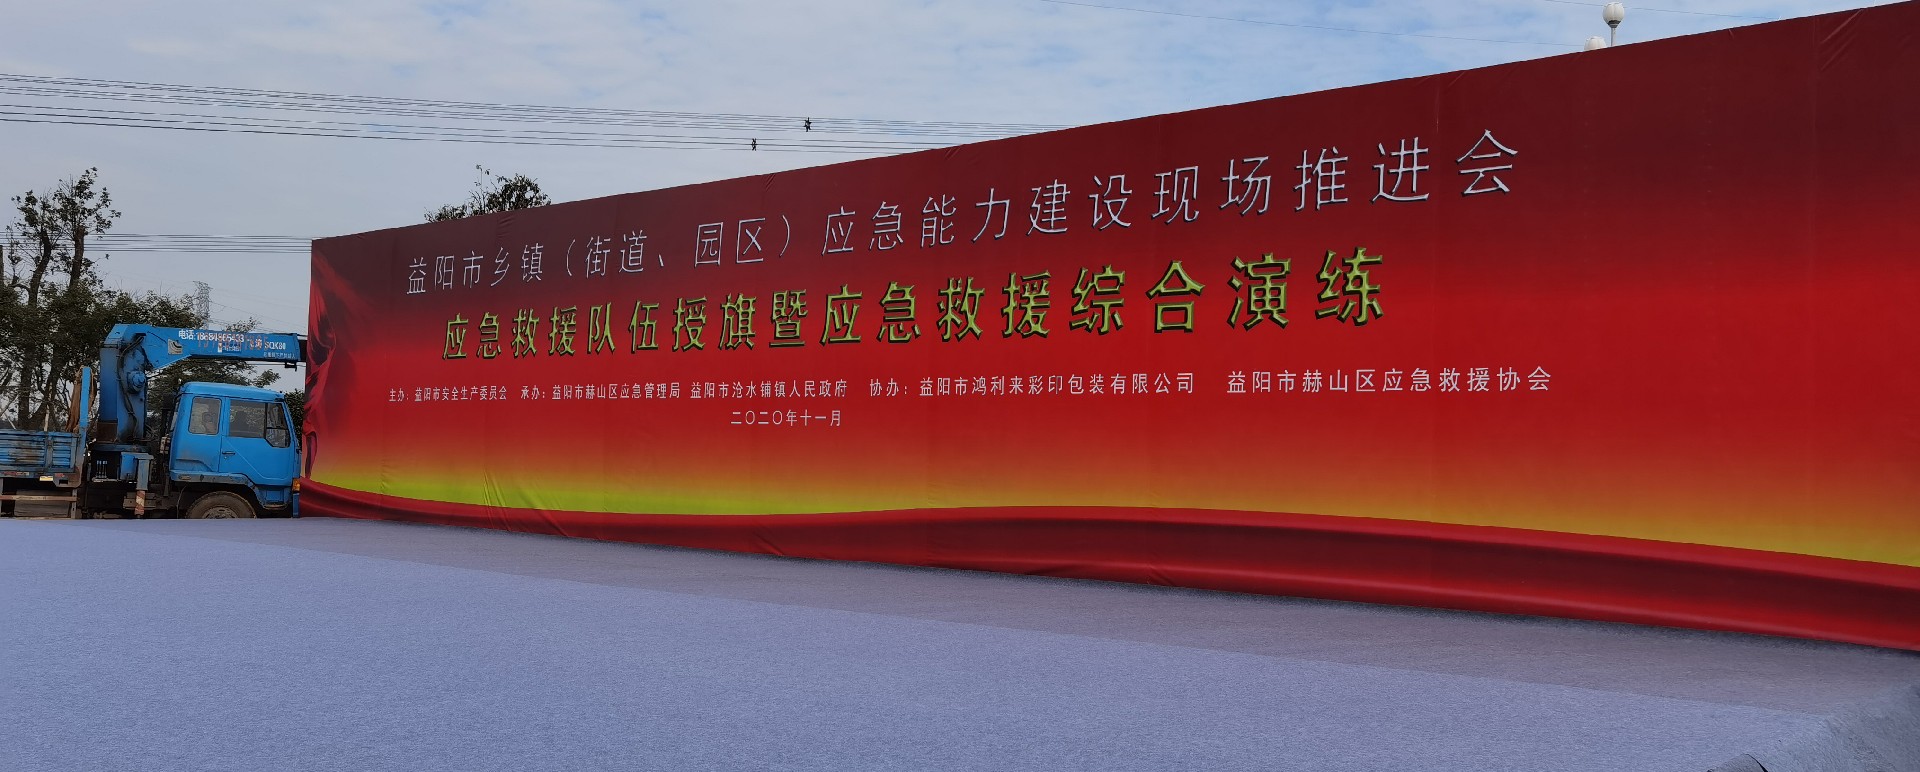 益阳市乡镇（街道、园区）应急能力建设现场推进会
应急救援队伍授旗暨应急救援综合演练
主办：益阳市安全生产委员会 承办：益阳市赫山区应急管理局 益阳市沧水铺镇人民政府 协办：益阳市鸿利来彩印包装有限公司 益阳市赫山区应急救援协会
二〇二〇年十一月
电话